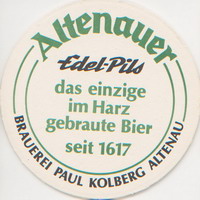 Altenauer
Edel-Pils
das einzige
im Harz
gebraute Bier
seit 1617
BRAUEREI PAUL KOLBERG ALTENAU